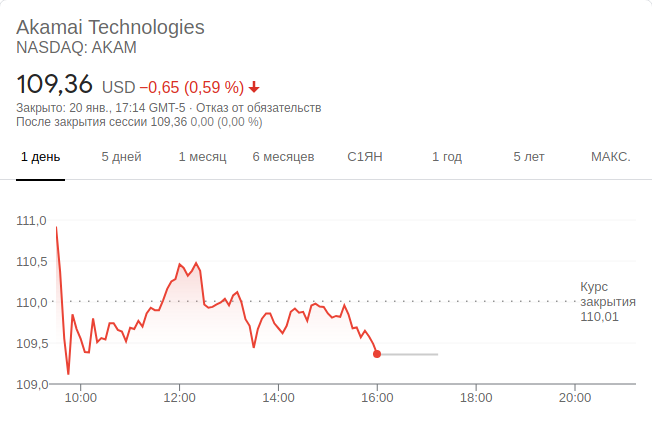 Akamai Technologies
NASDAQ: AKAM
109,36 USD −0,65 (0,59 %)
Закрыто: 20 янв., 17:14 GMT-5 · Отказ от обязательств
После закрытия сессии 109,36 0,00 (0,00 %)
1 день 5 дней 1 месяц 6 месяцев С1ЯН 1 год 5 лет МАКС.
111,0
110,5
Курс
110,0 закрытия
110,01
109,5
109,0
10:00 12:00 14:00 16:00 18:00 20:00